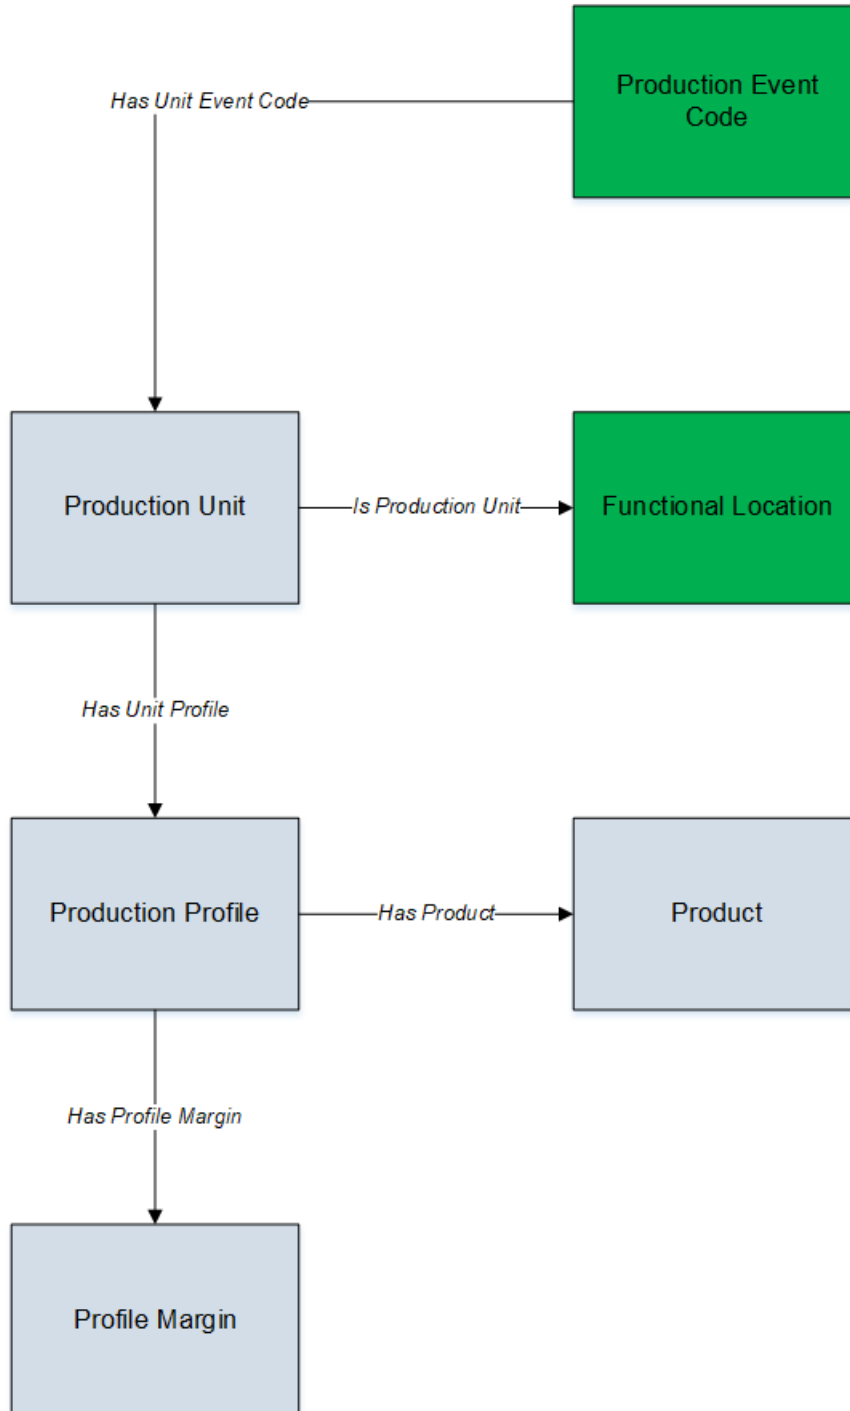 Production Event
Code
Has Unit Event Code
Production Unit
Is Production Unit
Functional Location
Has Unit Profile
Production Profile
Has Product
Product
Has Profile Margin
Profile Margin